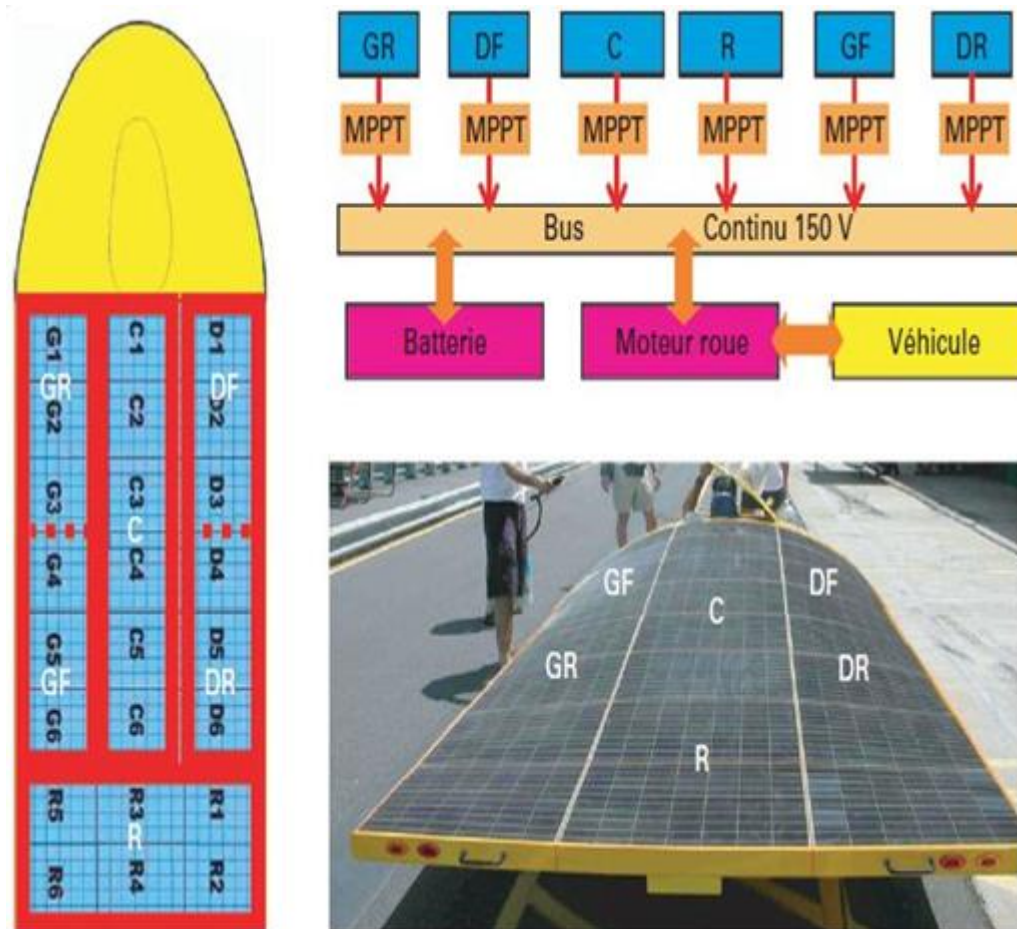 GR DF C R GF DR
MPPT MPPT MPPT MPPT MPPT MPPT
Bus Continu 150 V
Batterie Moteur roue Véhicule
G1 C1 D1
GR DF
G2 C2 D2
G3 C3 D3
C
G4 C4 D4
G5 C5 D5
GF DR
G6 C6 D6
R5 R3 R1
R
R6 R4 R2
GF DF
C
GR DR
R